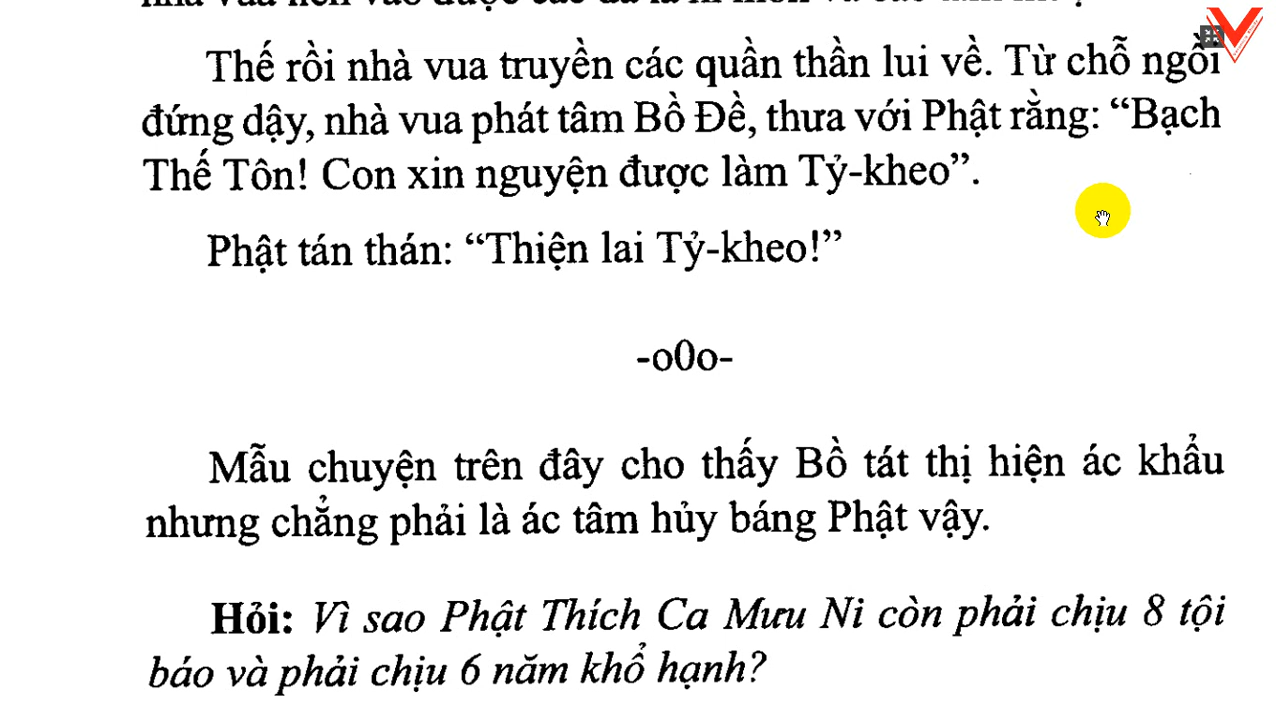 Thế rồi nhà vua truyền các quần thần lui về. Từ chỗ ngồi
đứng dậy, nhà vua phát tâm Bồ Đề, thưa với Phật rằng: “Bạch
Thế Tôn! Con xin nguyện được làm Tỷ-kheo”.
Phật tán thán: “Thiện lai Tỷ-kheo!”
-o0o-
Mẫu chuyện trên đây cho thấy Bồ tát thị hiện ác khẩu
nhưng chẳng phải là ác tâm hủy báng Phật vậy.
Hỏi: Vì sao Phật Thích Ca Mưu Ni còn phải chịu 8 tội
báo và phải chịu 6 năm khổ hạnh?